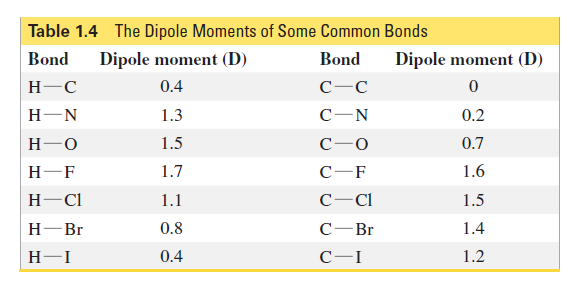 Table 1.4 The Dipole Moments of Some Common Bonds
Bond Dipole moment (D) Bond Dipole moment (D)
H—C 0.4 C—C 0
H—N 1.3 C—N 0.2
H—O 1.5 C—O 0.7
H—F 1.7 C—F 1.6
H—Cl 1.1 C—Cl 1.5
H—Br 0.8 C—Br 1.4
H—I 0.4 C—I 1.2